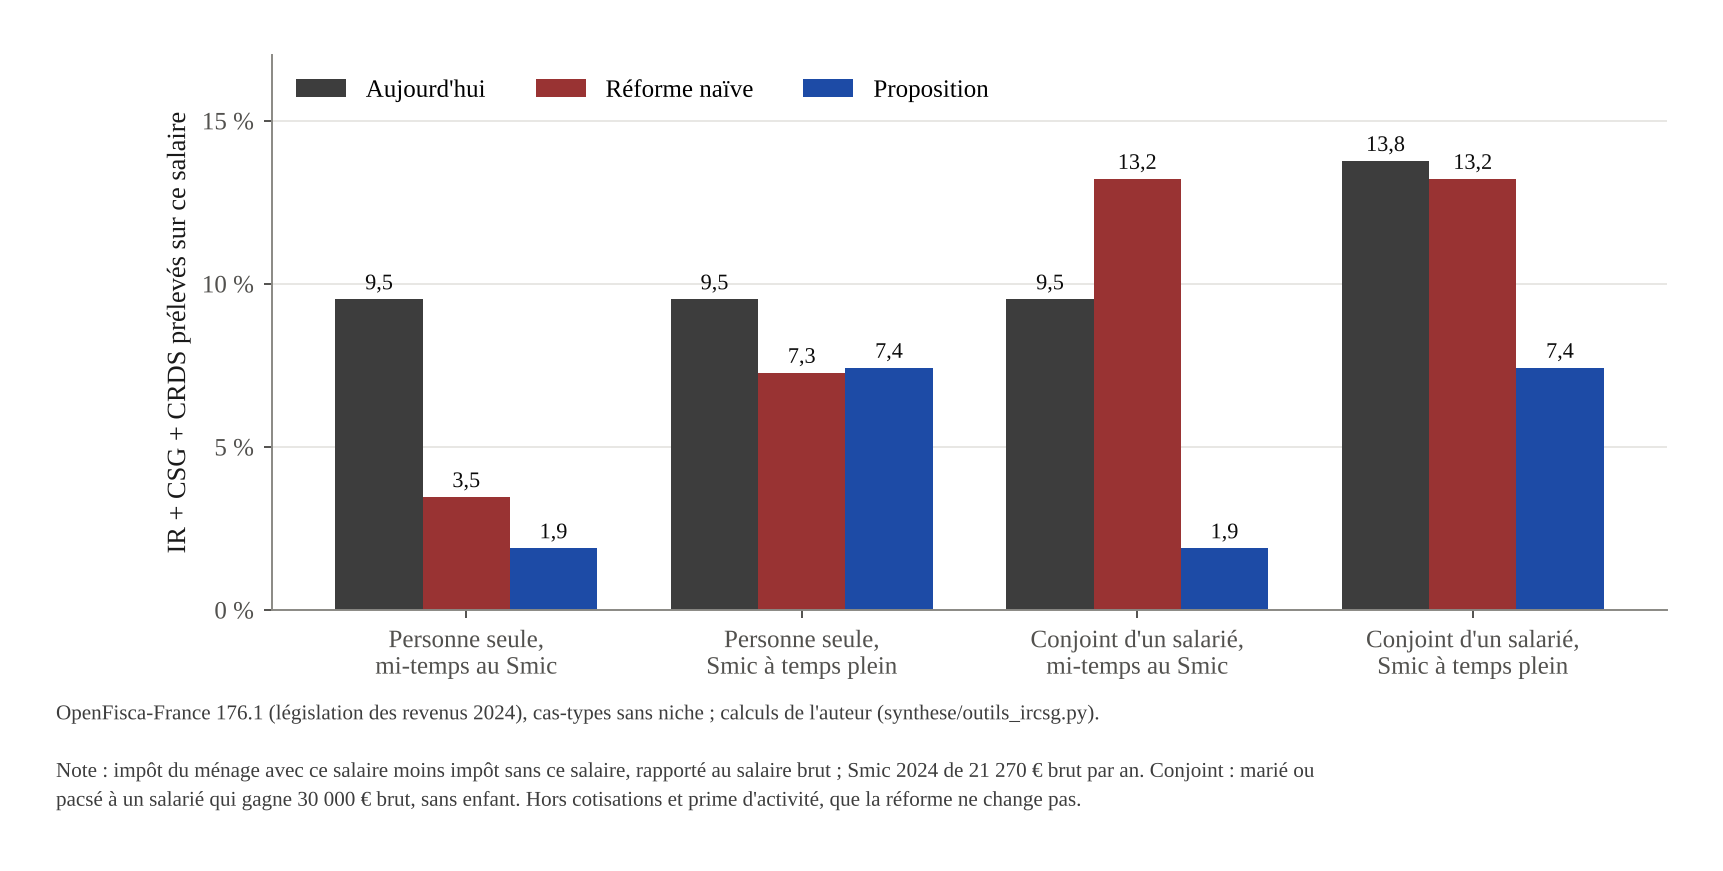 Aujourd'hui
Réforme naïve
Proposition
IR + CSG + CRDS prélevés sur ce salaire
15 %
10 %
5 %
0 %
9,5
3,5
1,9
9,5
7,3
7,4
9,5
13,2
1,9
13,8
13,2
7,4
Personne seule,
mi-temps au Smic
Personne seule,
Smic à temps plein
Conjoint d'un salarié,
mi-temps au Smic
Conjoint d'un salarié,
Smic à temps plein
OpenFisca-France 176.1 (législation des revenus 2024), cas-types sans niche ; calculs de l'auteur (synthese/outils_ircsg.py).
Note : impôt du ménage avec ce salaire moins impôt sans ce salaire, rapporté au salaire brut ; Smic 2024 de 21 270 € brut par an. Conjoint : marié ou
pacsé à un salarié qui gagne 30 000 € brut, sans enfant. Hors cotisations et prime d'activité, que la réforme ne change pas.